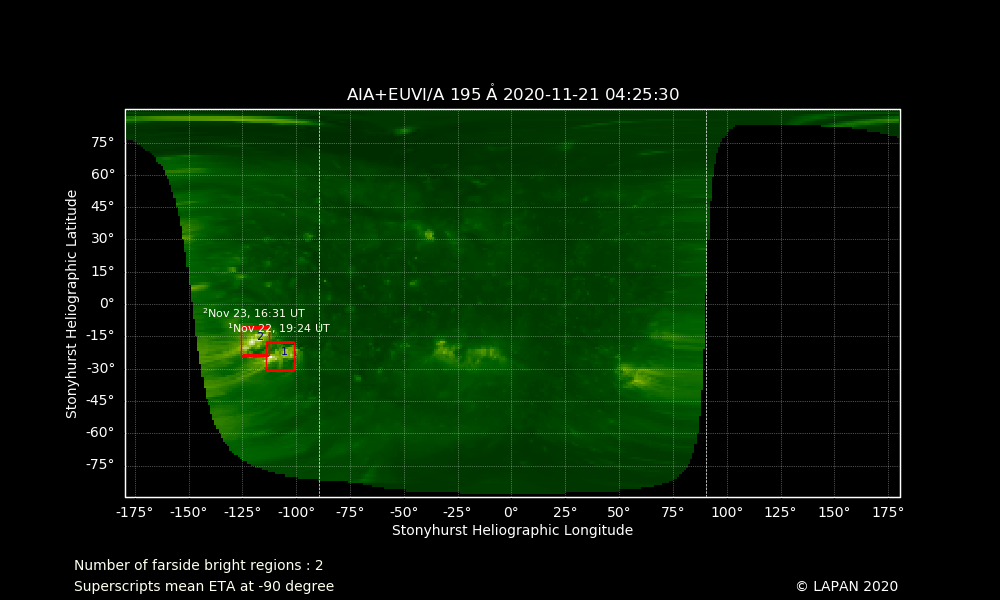 AIA+EUVI/A 195 Å 2020-11-21 04:25:30
75°
60°
45°
30°
15°
0°
-15°
-30°
-45°
-60°
-75°
Stonyhurst Heliographic Latitude
²Nov 23, 16:31 UT
¹Nov 22, 19:24 UT
2
1
-175° -150° -125° -100° -75° -50° -25° 0° 25° 50° 75° 100° 125° 150° 175°
Stonyhurst Heliographic Longitude
Number of farside bright regions : 2
Superscripts mean ETA at -90 degree
© LAPAN 2020